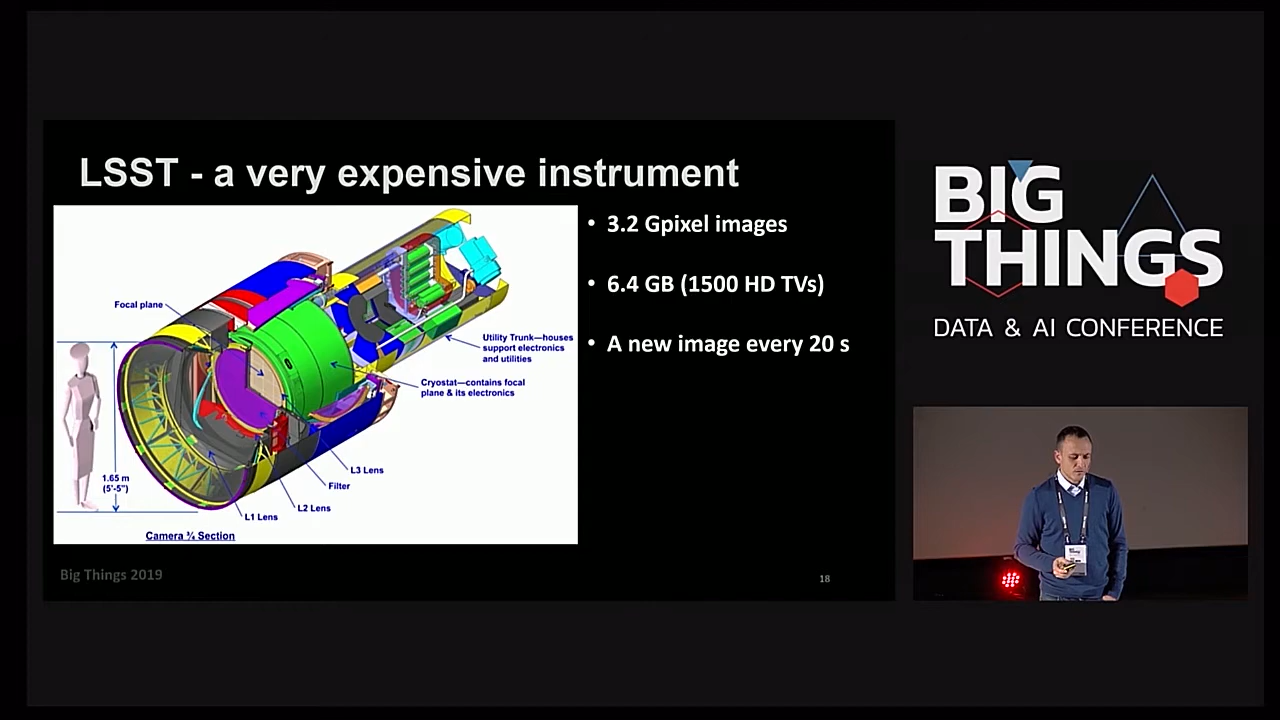 LSST - a very expensive instrument
Focal plane
1.65 m
(5'-5")
Utility Trunk—houses
support electronics
and utilities
Cryostat—contains focal
plane & its electronics
L3 Lens
Filter
L2 Lens
L1 Lens
Camera ¾ Section
• 3.2 Gpixel images
• 6.4 GB (1500 HD TVs)
• A new image every 20 s
Big Things 2019
18
BIG
THINGS
DATA & AI CONFERENCE